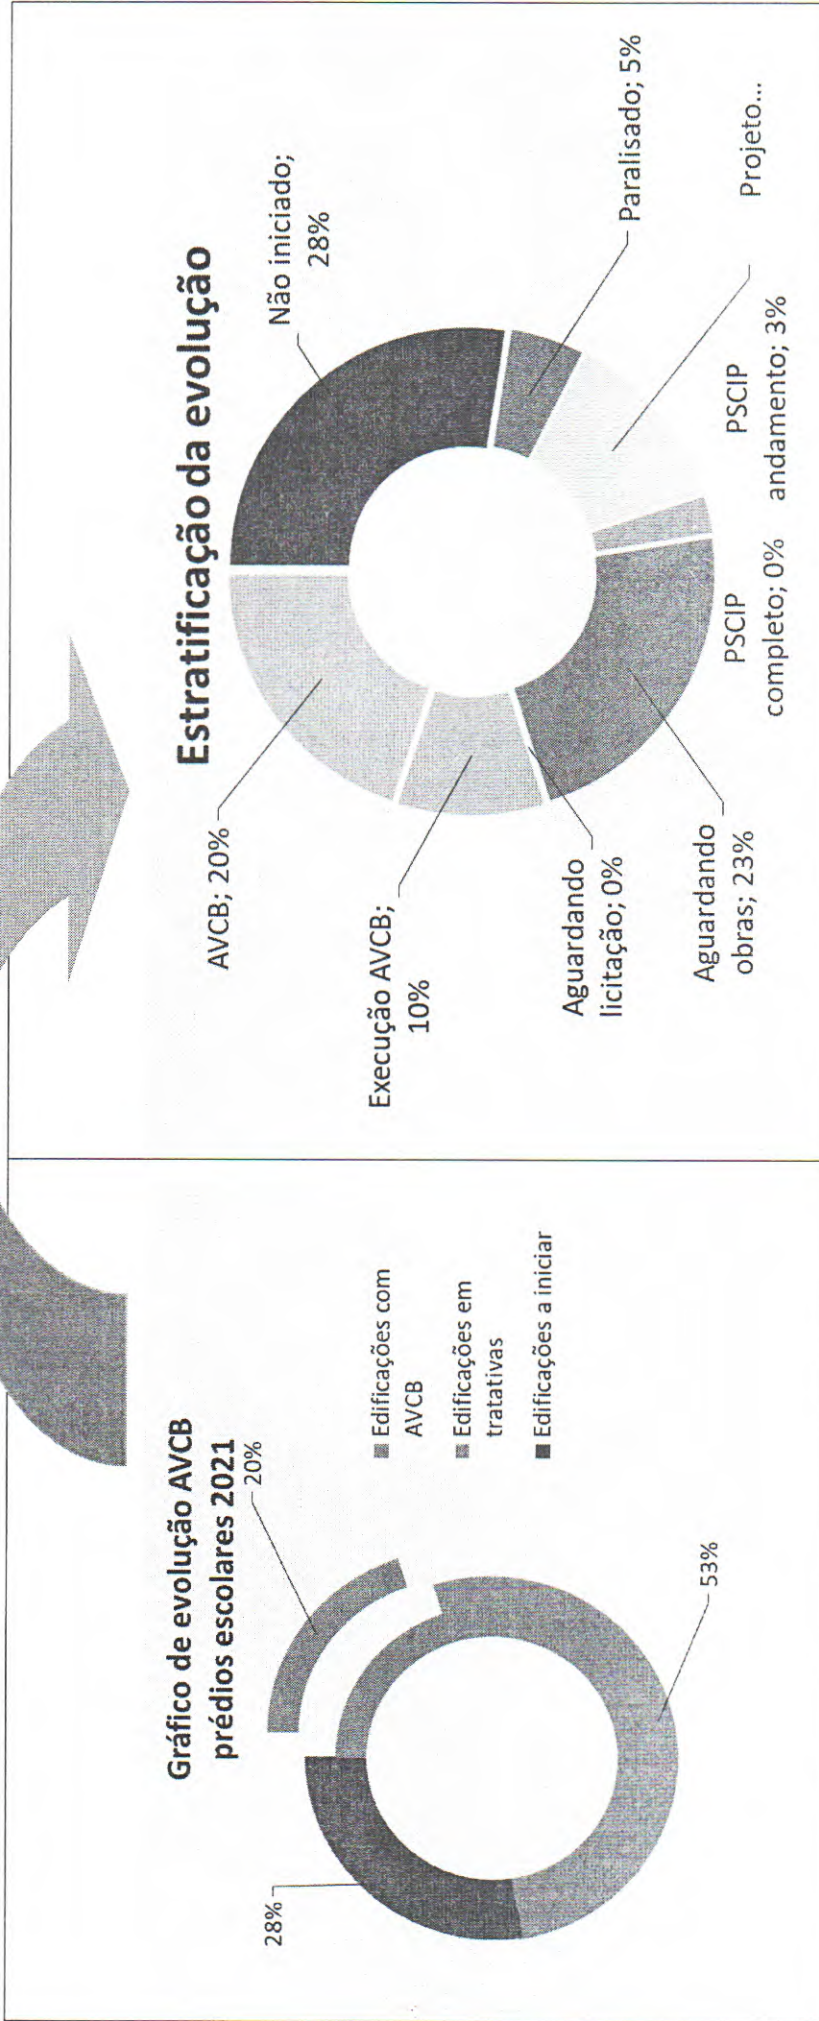 Gráfico de evolução AVCB
prédios escolares 2021
20%
28%
53%
Edificações com
AVCB
Edificações em
tratativas
Edificações a iniciar
Estratificação da evolução
AVCB; 20%
Não iniciado;
28%
Execução AVCB;
10%
Paralisado; 5%
Aguardando
licitação; 0%
Projeto...
Aguardando
obras; 23%
PSCIP
completo; 0%
PSCIP
andamento; 3%